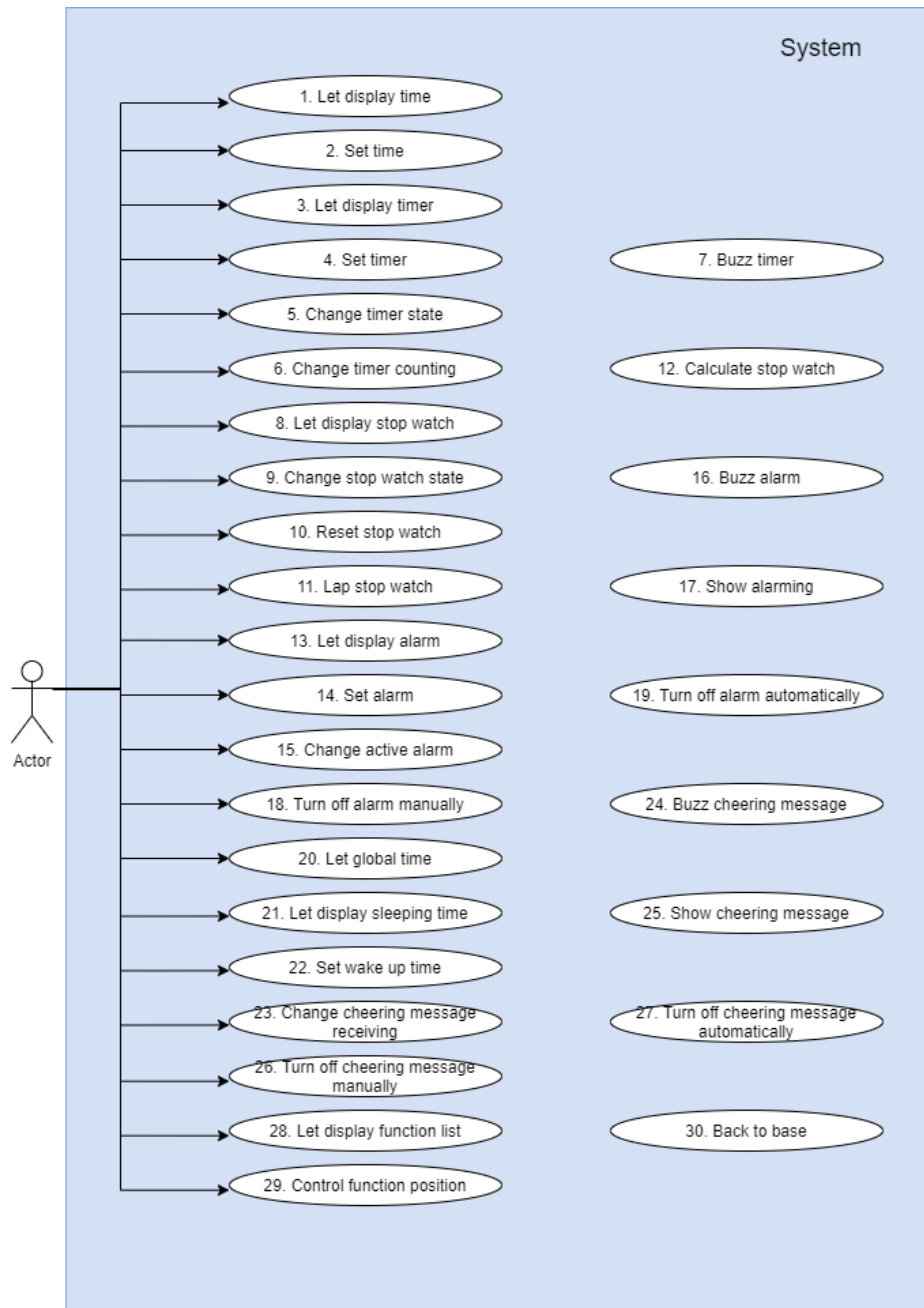 System
1. Let display time
2. Set time
3. Let display timer
4. Set timer
7. Buzz timer
5. Change timer state
6. Change timer counting
12. Calculate stop watch
8. Let display stop watch
9. Change stop watch state
16. Buzz alarm
10. Reset stop watch
11. Lap stop watch
17. Show alarming
13. Let display alarm
14. Set alarm
19. Turn off alarm automatically
Actor
15. Change active alarm
18. Turn off alarm manually
24. Buzz cheering message
20. Let global time
21. Let display sleeping time
25. Show cheering message
22. Set wake up time
23. Change cheering message
receiving
27. Turn off cheering message
automatically
26. Turn off cheering message
manually
28. Let display function list
30. Back to base
29. Control function position